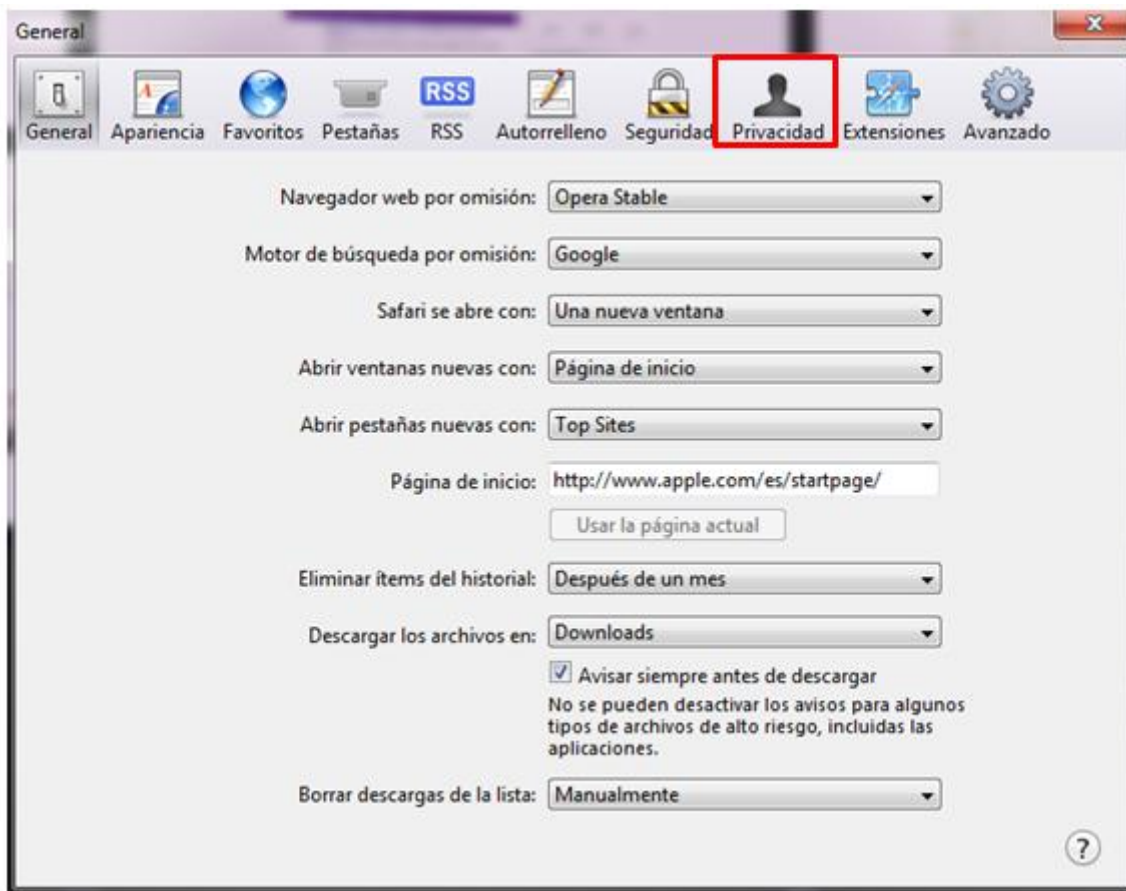 General
General Apariencia Favoritos Pestañas RSS Autorrelleno Seguridad Privacidad Extensiones Avanzado
Navegador web por omisión: Opera Stable
Motor de búsqueda por omisión: Google
Safari se abre con: Una nueva ventana
Abrir ventanas nuevas con: Página de inicio
Abrir pestañas nuevas con: Top Sites
Página de inicio: http://www.apple.com/es/startpage/
Usar la página actual
Eliminar ítems del historial: Después de un mes
Descargar los archivos en: Downloads
Avisar siempre antes de descargar
No se pueden desactivar los avisos para algunos
tipos de archivos de alto riesgo, incluidas las
aplicaciones.
Borrar descargas de la lista: Manualmente
?